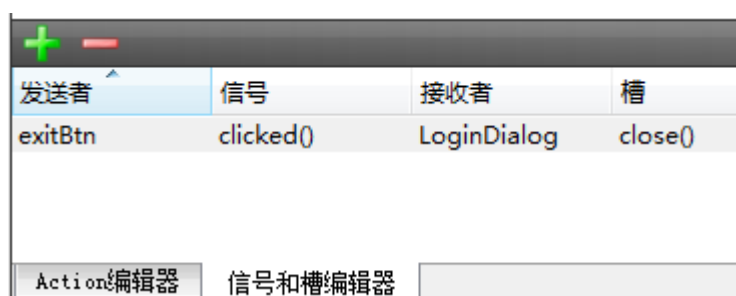 发送者 信号 接收者 槽
exitBtn clicked() LoginDialog close()
Action编辑器 信号和槽编辑器